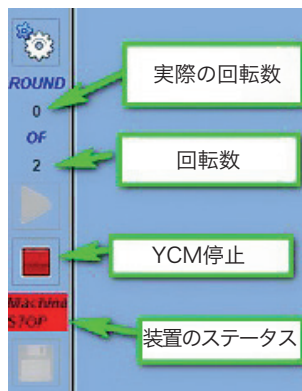 ROUND
実際の回転数
0
OF
回転数
2
YCM停止
Machine
STOP
装置のステータス